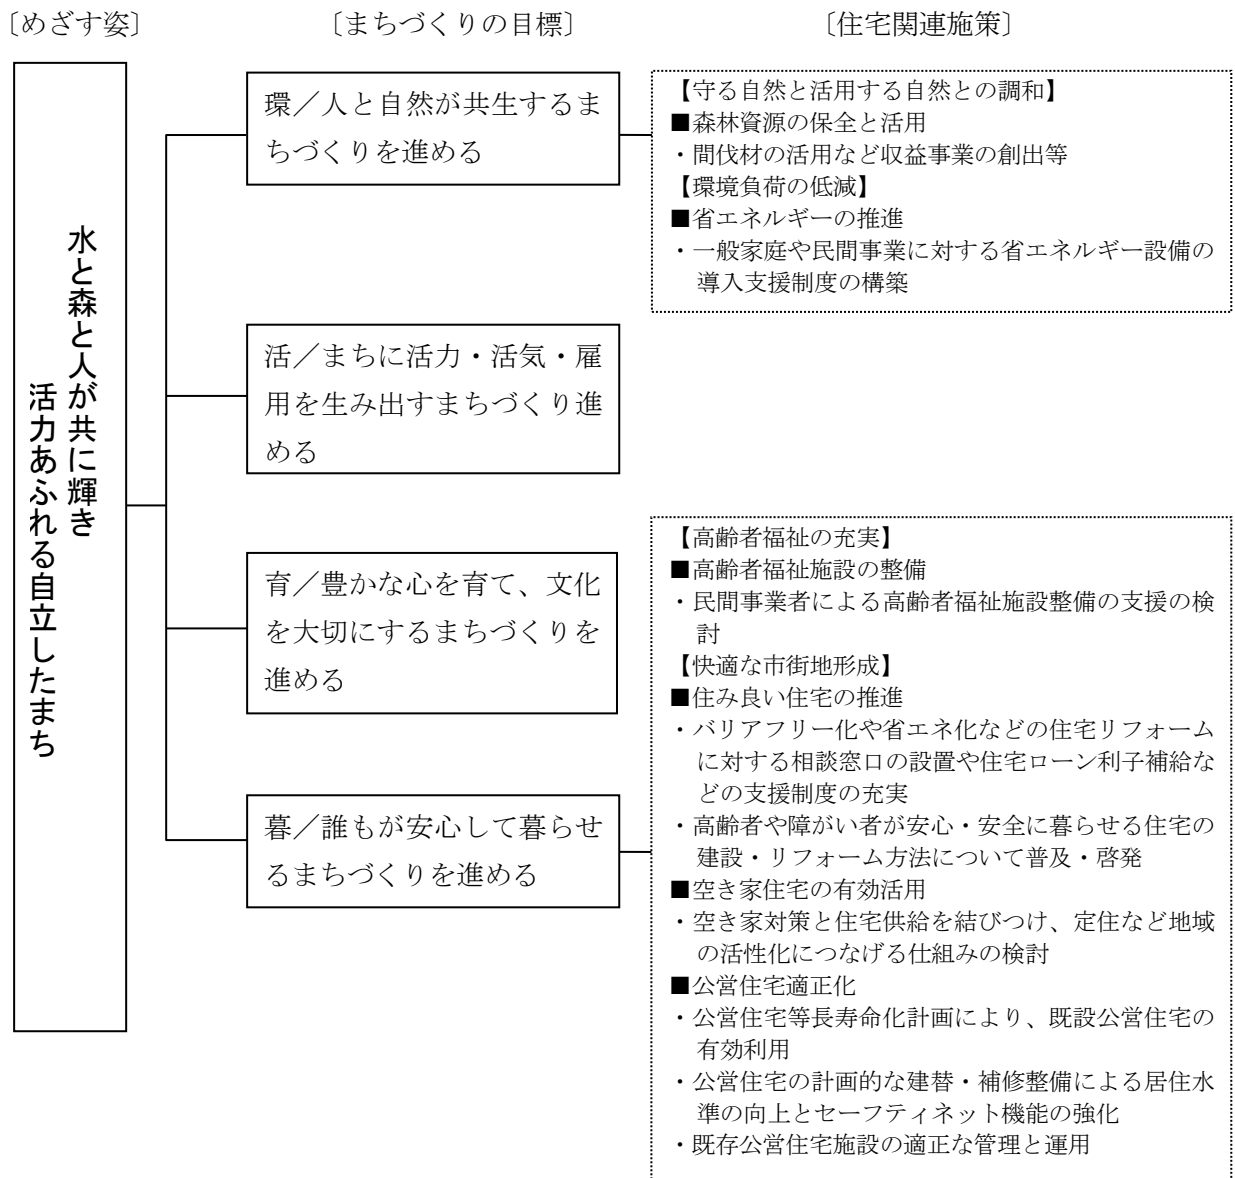 〔めざす姿〕
〔まちづくりの目標〕
〔住宅関連施策〕
水と森と人が共に輝き
活力あふれる自立したまち
環／人と自然が共生するま
ちづくりを進める
【守る自然と活用する自然との調和】
■森林資源の保全と活用
・間伐材の活用など収益事業の創出等
【環境負荷の低減】
■省エネルギーの推進
・一般家庭や民間事業に対する省エネルギー設備の
導入支援制度の構築
活／まちに活力・活気・雇
用を生み出すまちづくり進
める
育／豊かな心を育て、文化
を大切にするまちづくりを
進める
暮／誰もが安心して暮らせ
るまちづくりを進める
【高齢者福祉の充実】
■高齢者福祉施設の整備
・民間事業者による高齢者福祉施設整備の支援の検
討
【快適な市街地形成】
■住み良い住宅の推進
・バリアフリー化や省エネ化などの住宅リフォーム
に対する相談窓口の設置や住宅ローン利子補給な
どの支援制度の充実
・高齢者や障がい者が安心・安全に暮らせる住宅の
建設・リフォーム方法について普及・啓発
■空き家住宅の有効活用
・空き家対策と住宅供給を結びつけ、定住など地域
の活性化につなげる仕組みの検討
■公営住宅適正化
・公営住宅等長寿命化計画により、既設公営住宅の
有効利用
・公営住宅の計画的な建替・補修整備による居住水
準の向上とセーフティネット機能の強化
・既存公営住宅施設の適正な管理と運用